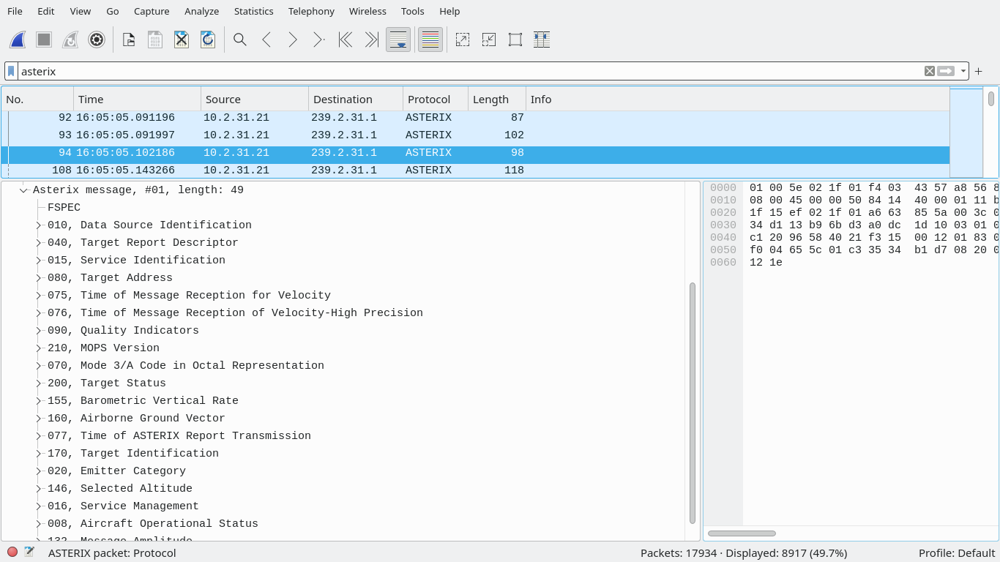 File Edit View Go Capture Analyze Statistics Telephony Wireless Tools Help
asterix
No. Time Source Destination Protocol Length Info
92 16:05:05.091196 10.2.31.21 239.2.31.1 ASTERIX 87
93 16:05:05.091997 10.2.31.21 239.2.31.1 ASTERIX 102
94 16:05:05.102186 10.2.31.21 239.2.31.1 ASTERIX 98
108 16:05:05.143266 10.2.31.21 239.2.31.1 ASTERIX 118
Asterix message, #01, length: 49
FSPEC
010, Data Source Identification
040, Target Report Descriptor
015, Service Identification
080, Target Address
075, Time of Message Reception for Velocity
076, Time of Message Reception of Velocity-High Precision
090, Quality Indicators
210, MOPS Version
070, Mode 3/A Code in Octal Representation
200, Target Status
155, Barometric Vertical Rate
160, Airborne Ground Vector
077, Time of ASTERIX Report Transmission
170, Target Identification
020, Emitter Category
146, Selected Altitude
016, Service Management
008, Aircraft Operational Status
132, Message Amplitude
0000 01 00 5e 02 1f 01 f4 03 43 57 a8 56 8
0010 08 00 45 00 00 50 84 14 40 00 01 11 b
0020 1f 15 ef 02 1f 01 a6 63 85 5a 00 3c 0
0030 34 d1 13 b9 6b d3 a0 dc 1d 10 03 01 0
0040 c1 20 96 58 40 21 f3 15 00 12 01 83 0
0050 f0 04 65 5c 01 c3 35 34 b1 d7 08 20 0
0060 12 1e
ASTERIX packet: Protocol
Packets: 17934 · Displayed: 8917 (49.7%)
Profile: Default